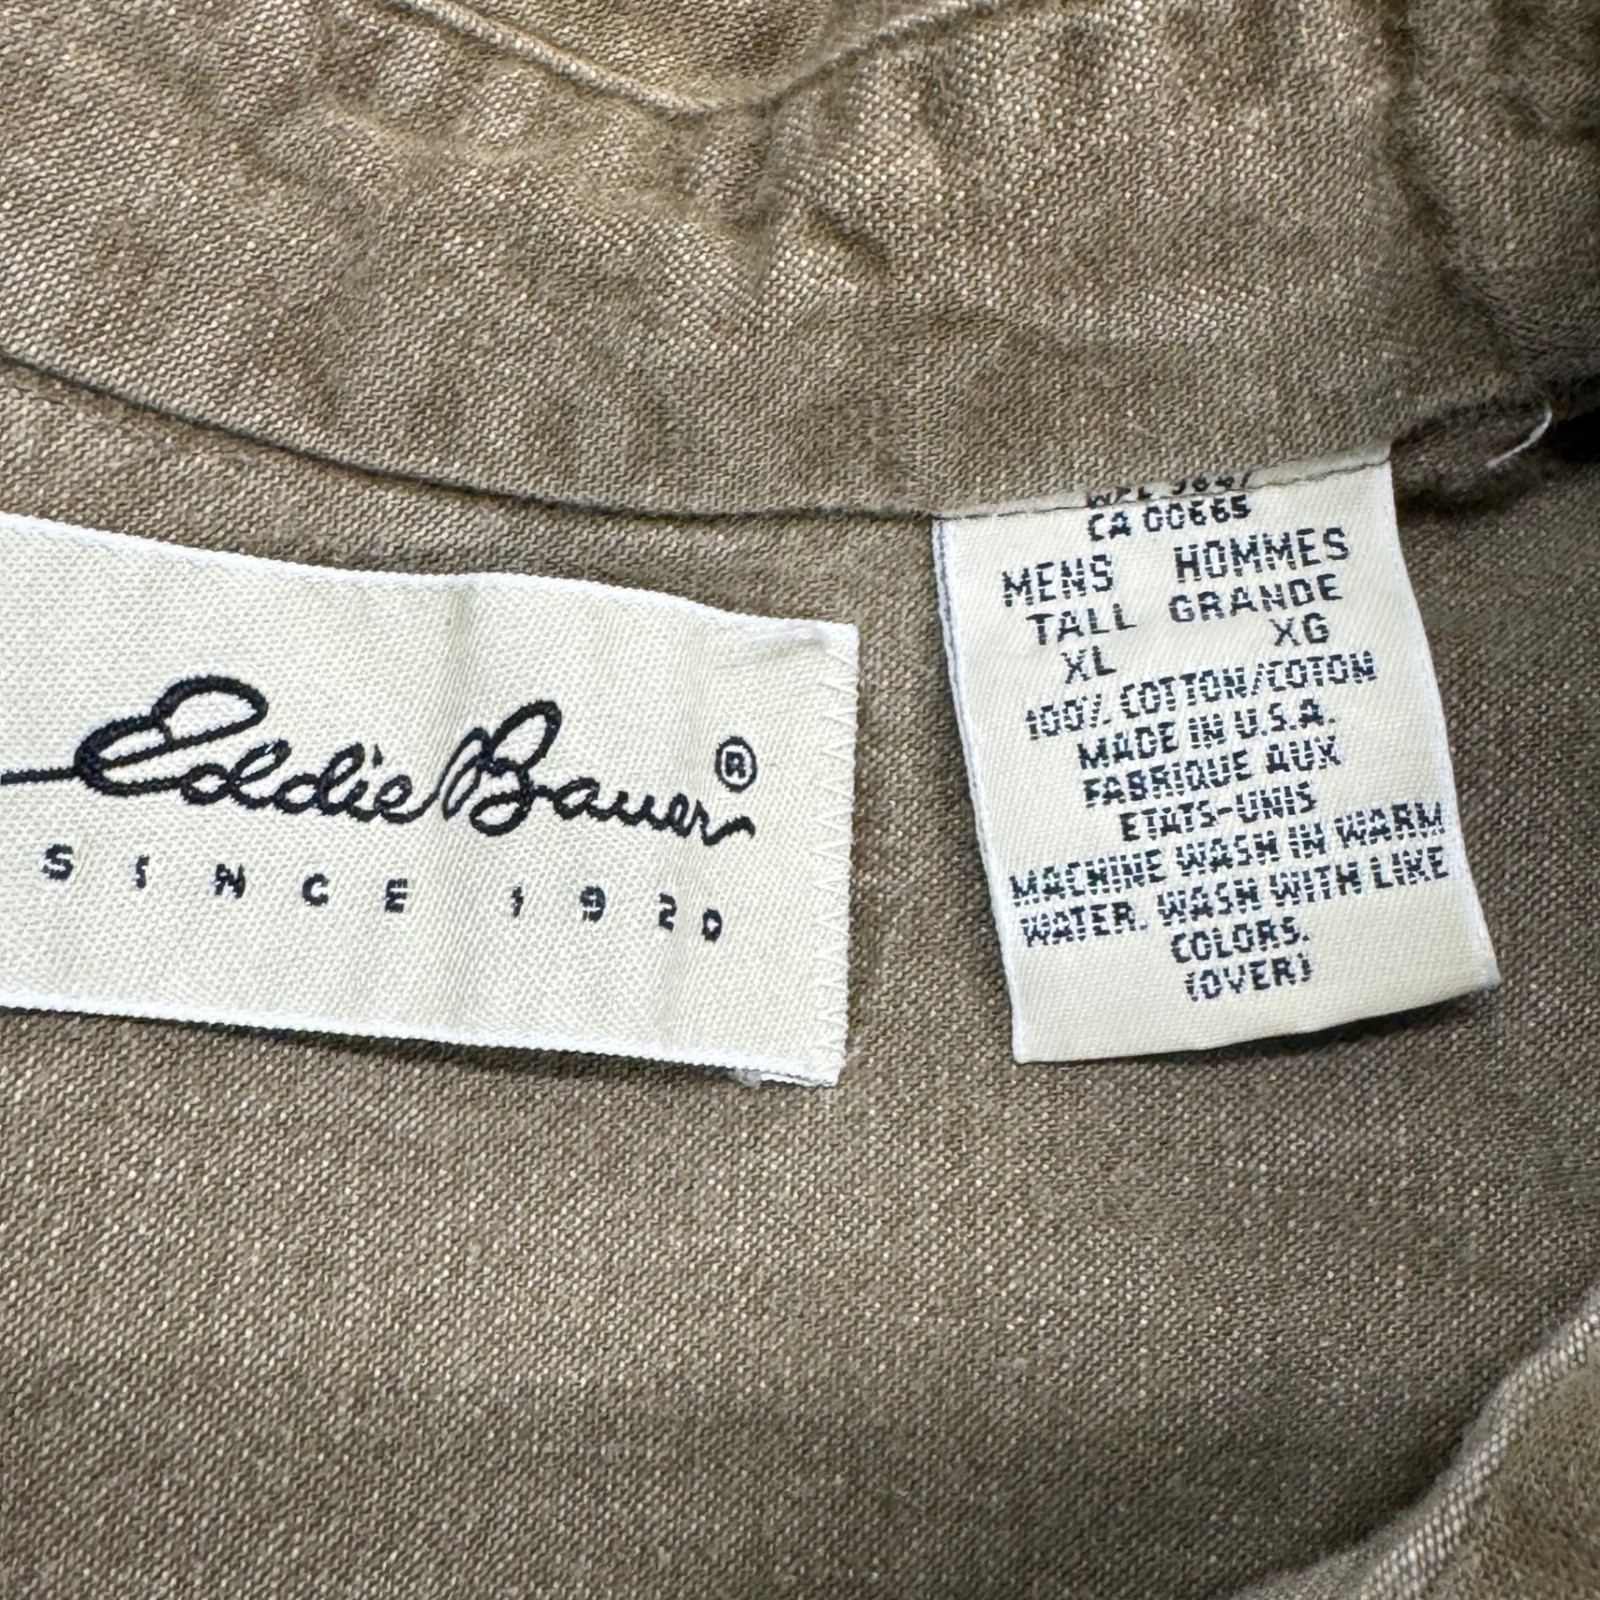 Eddie Bauer®
SINCE 1920
CA 00665
MENS HOMMES
TALL GRANDE
XL XG
100% COTTON/COTON
MADE IN U.S.A.
FABRIQUE AUX
ETATS-UNIS
MACHINE WASH IN WARM
WATER. WASH WITH LIKE
COLORS.
(OVER)